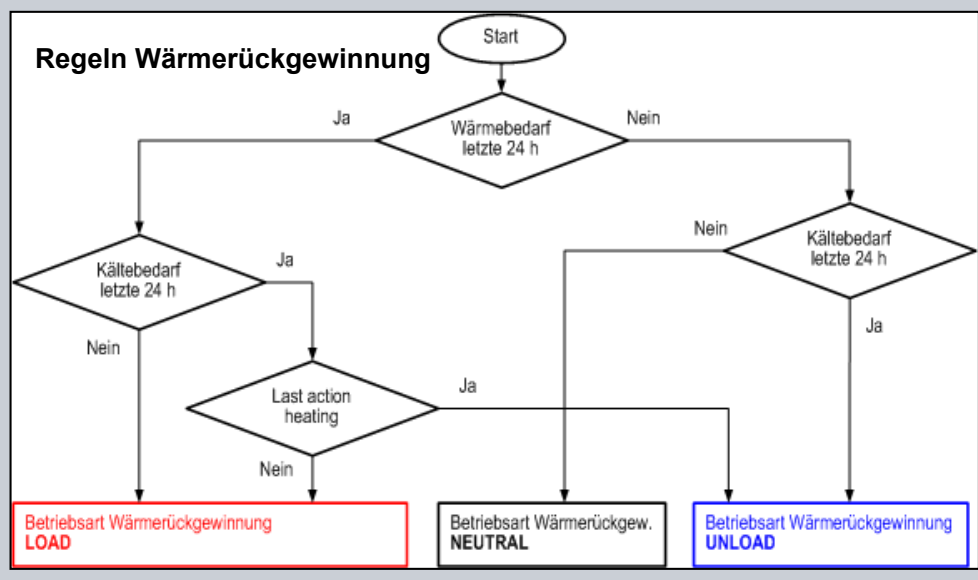 Start
Regeln Wärmerückgewinnung
Ja
Nein
Wärmebedarf
letzte 24 h
Nein
Kältebedarf
letzte 24 h
Kältebedarf
letzte 24 h
Ja
Ja
Nein
Last action
heating
Ja
Nein
Betriebsart Wärmerückgewinnung
LOAD
Betriebsart Wärmerückgew.
NEUTRAL
Betriebsart Wärmerückgewinnung
UNLOAD